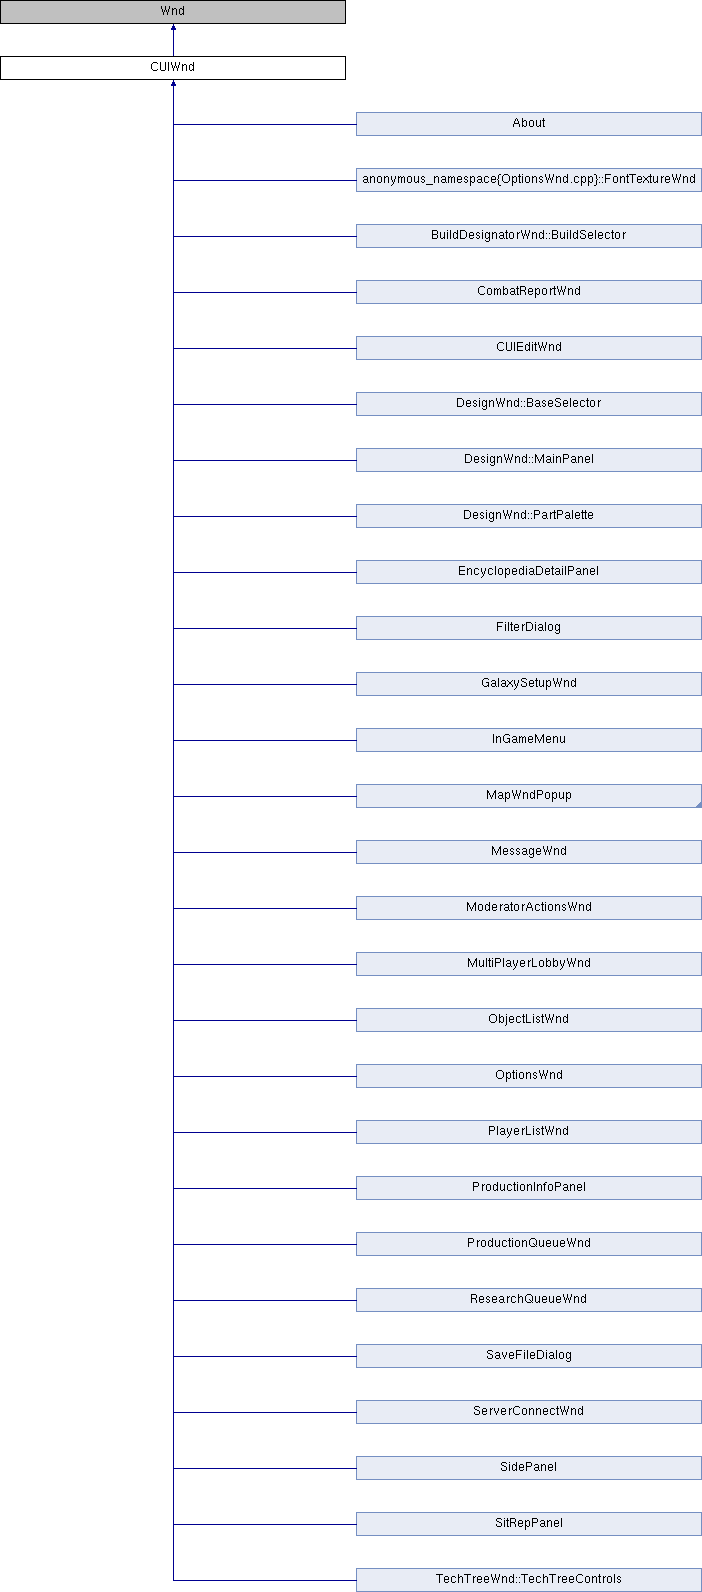 Wnd
CUIWnd
About
anonymous_namespace{OptionsWnd.cpp}::FontTextureWnd
BuildDesignatorWnd::BuildSelector
CombatReportWnd
CUIEditWnd
DesignWnd::BaseSelector
DesignWnd::MainPanel
DesignWnd::PartPalette
EncyclopediaDetailPanel
FilterDialog
GalaxySetupWnd
InGameMenu
MapWndPopup
MessageWnd
ModeratorActionsWnd
MultiPlayerLobbyWnd
ObjectListWnd
OptionsWnd
PlayerListWnd
ProductionInfoPanel
ProductionQueueWnd
ResearchQueueWnd
SaveFileDialog
ServerConnectWnd
SidePanel
SitRepPanel
TechTreeWnd::TechTreeControls